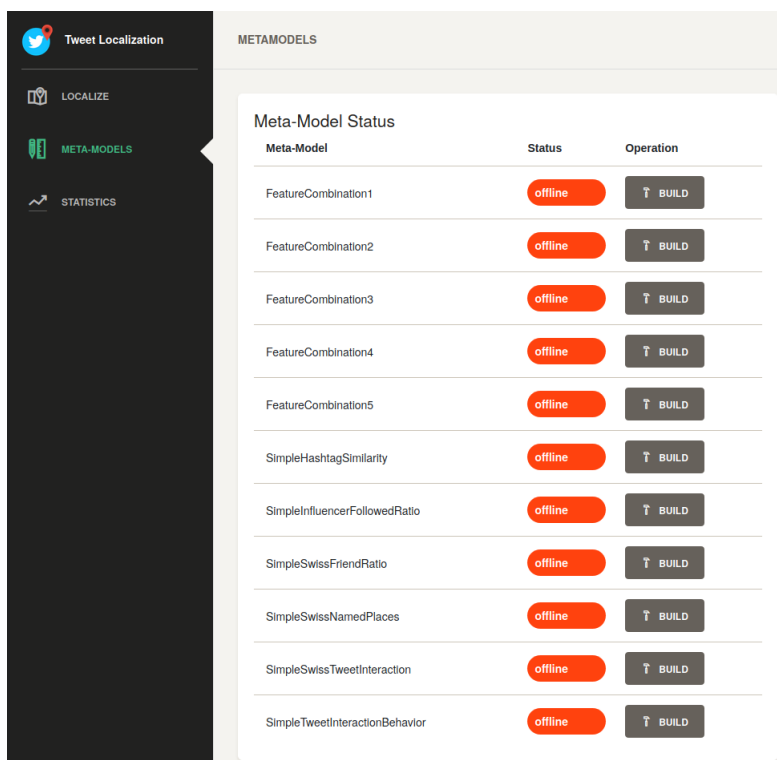 Tweet Localization
METAMODELS
LOCALIZE
META-MODELS
STATISTICS
Meta-Model Status
Meta-Model Status Operation
FeatureCombination1 offline BUILD
FeatureCombination2 offline BUILD
FeatureCombination3 offline BUILD
FeatureCombination4 offline BUILD
FeatureCombination5 offline BUILD
SimpleHashtagSimilarity offline BUILD
SimpleInfluencerFollowedRatio offline BUILD
SimpleSwissFriendRatio offline BUILD
SimpleSwissNamedPlaces offline BUILD
SimpleSwissTweetInteraction offline BUILD
SimpleTweetInteractionBehavior offline BUILD